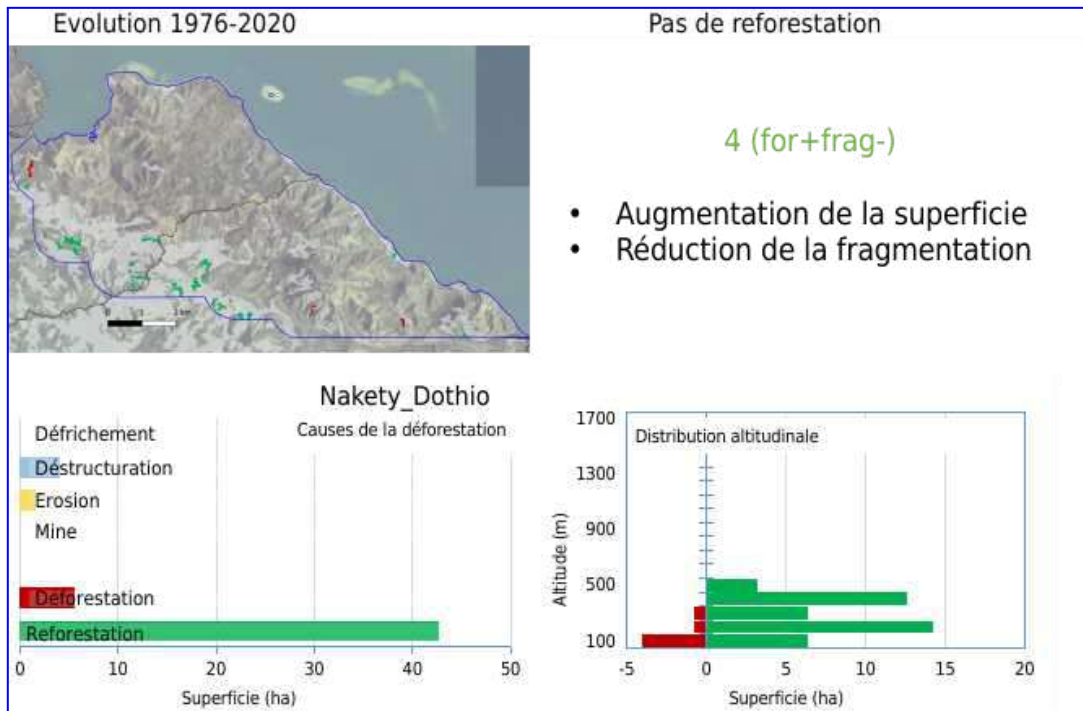 Evolution 1976-2020
Pas de reforestation
4 (for+frag-)
• Augmentation de la superficie
• Réduction de la fragmentation
Nakety_Dothio
Causes de la déforestation
Défrichement
Déstructuration
Erosion
Mine
Déforestation
Reforestation
0 10 20 30 40 50
Superficie (ha)
Distribution altitudinale
Altitude (m)
1700
1300
900
500
100
-5 0 5 10 15 20
Superficie (ha)